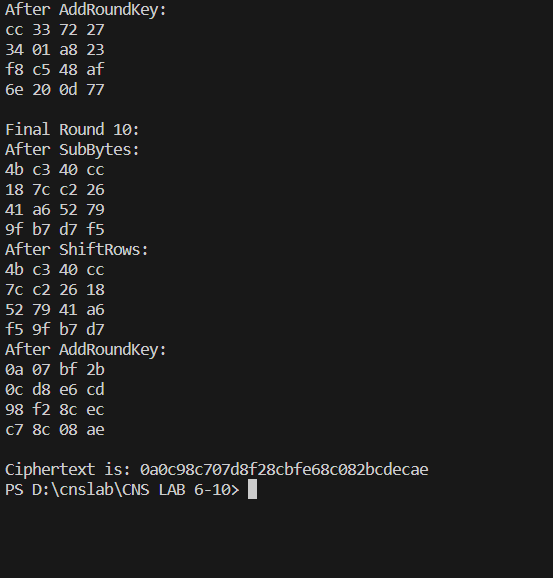 After AddRoundKey:
cc 33 72 27
34 01 a8 23
f8 c5 48 af
6e 20 0d 77
Final Round 10:
After SubBytes:
4b c3 40 cc
18 7c c2 26
41 a6 52 79
9f b7 d7 f5
After ShiftRows:
4b c3 40 cc
7c c2 26 18
52 79 41 a6
f5 9f b7 d7
After AddRoundKey:
0a 07 bf 2b
0c d8 e6 cd
98 f2 8c ec
c7 8c 08 ae
Ciphertext is: 0a0c98c707d8f28cbfe68c082bcdecae
PS D:\cnslab\CNS LAB 6-10>